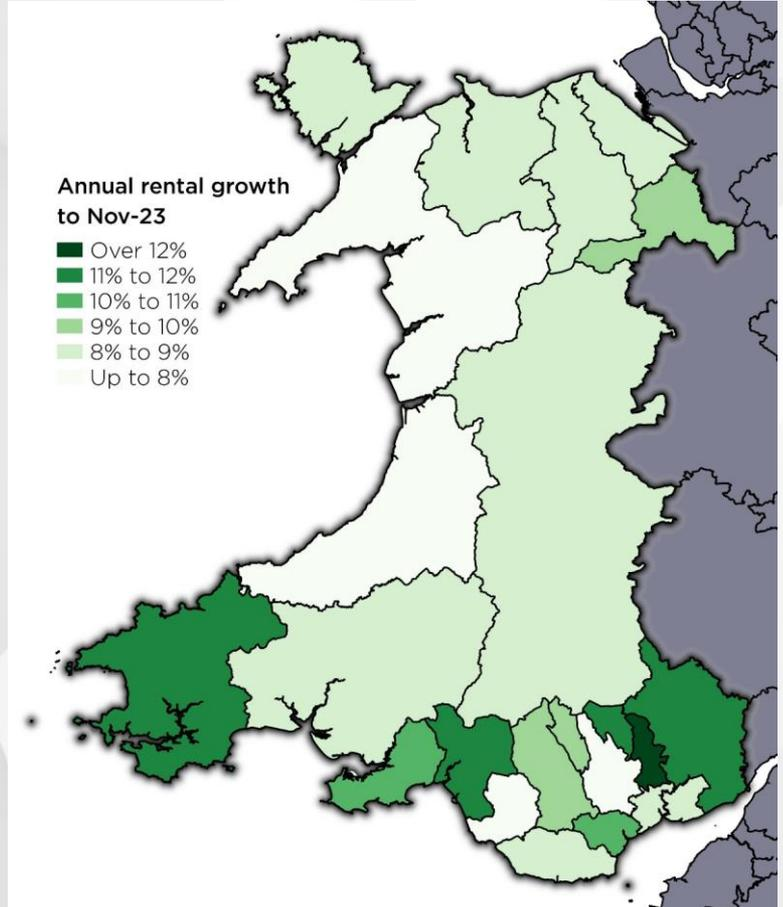 Annual rental growth
to Nov-23
Over 12%
11% to 12%
10% to 11%
9% to 10%
8% to 9%
Up to 8%